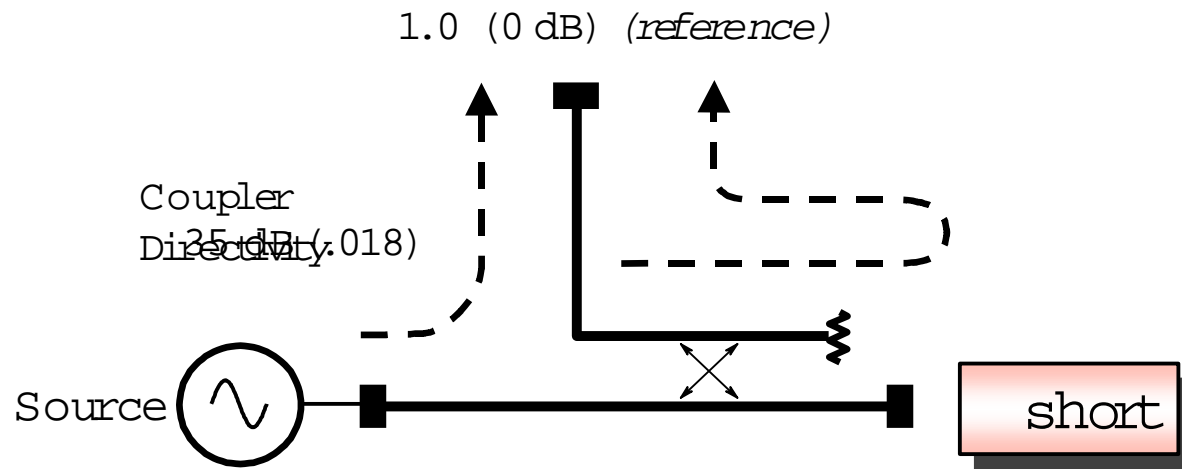 1.0 (0 dB) (reference)
Coupler
Directivity
35 dB (.018)
Source
short